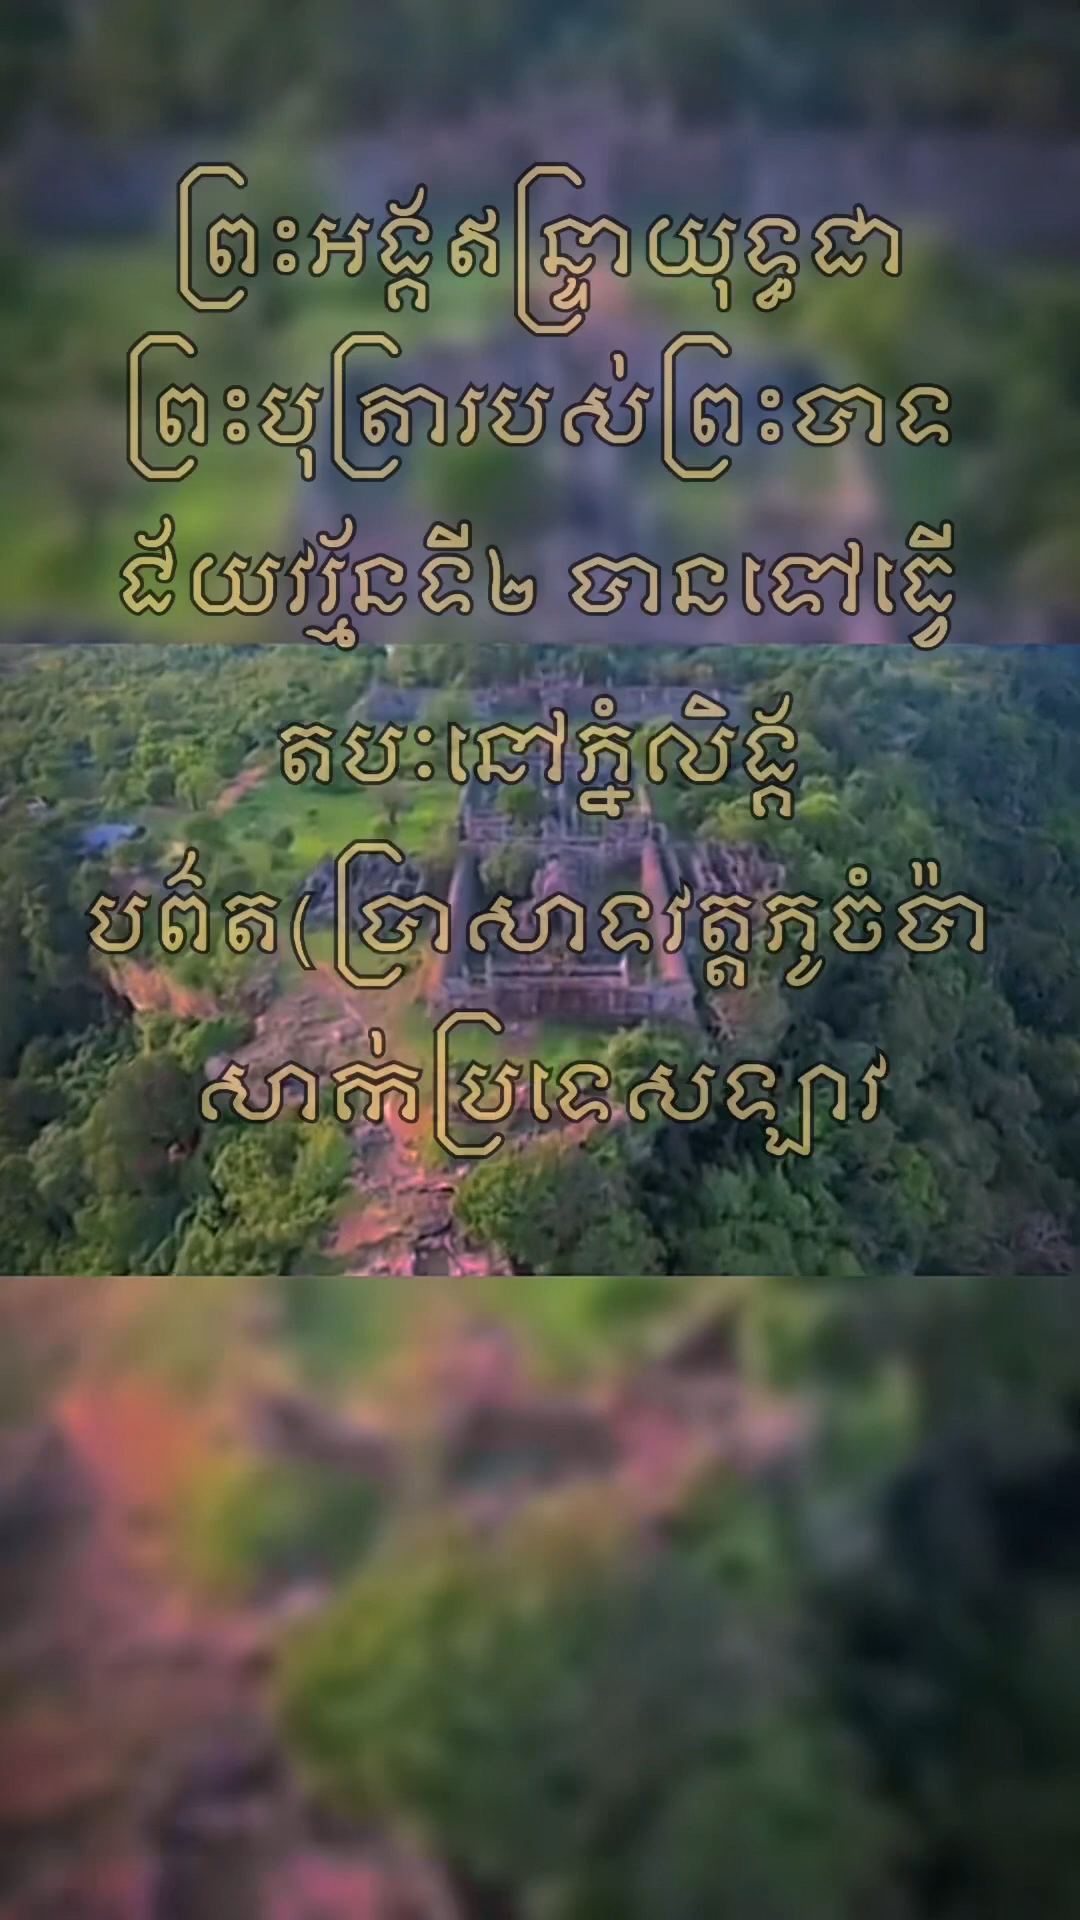 ព្រះអង្គ័ឥន្ទ្រាយុទ្ធជា
ព្រះបុត្រារបស់ព្រះបាទ
ជ័យវរ្ម័នទី២ បានទៅធ្វើ
តបៈនៅភ្នំលិង្គ័
បព៌ត(ប្រាសាទវត្តភូចំប៉ា
សាក់ប្រទេសឡាវ